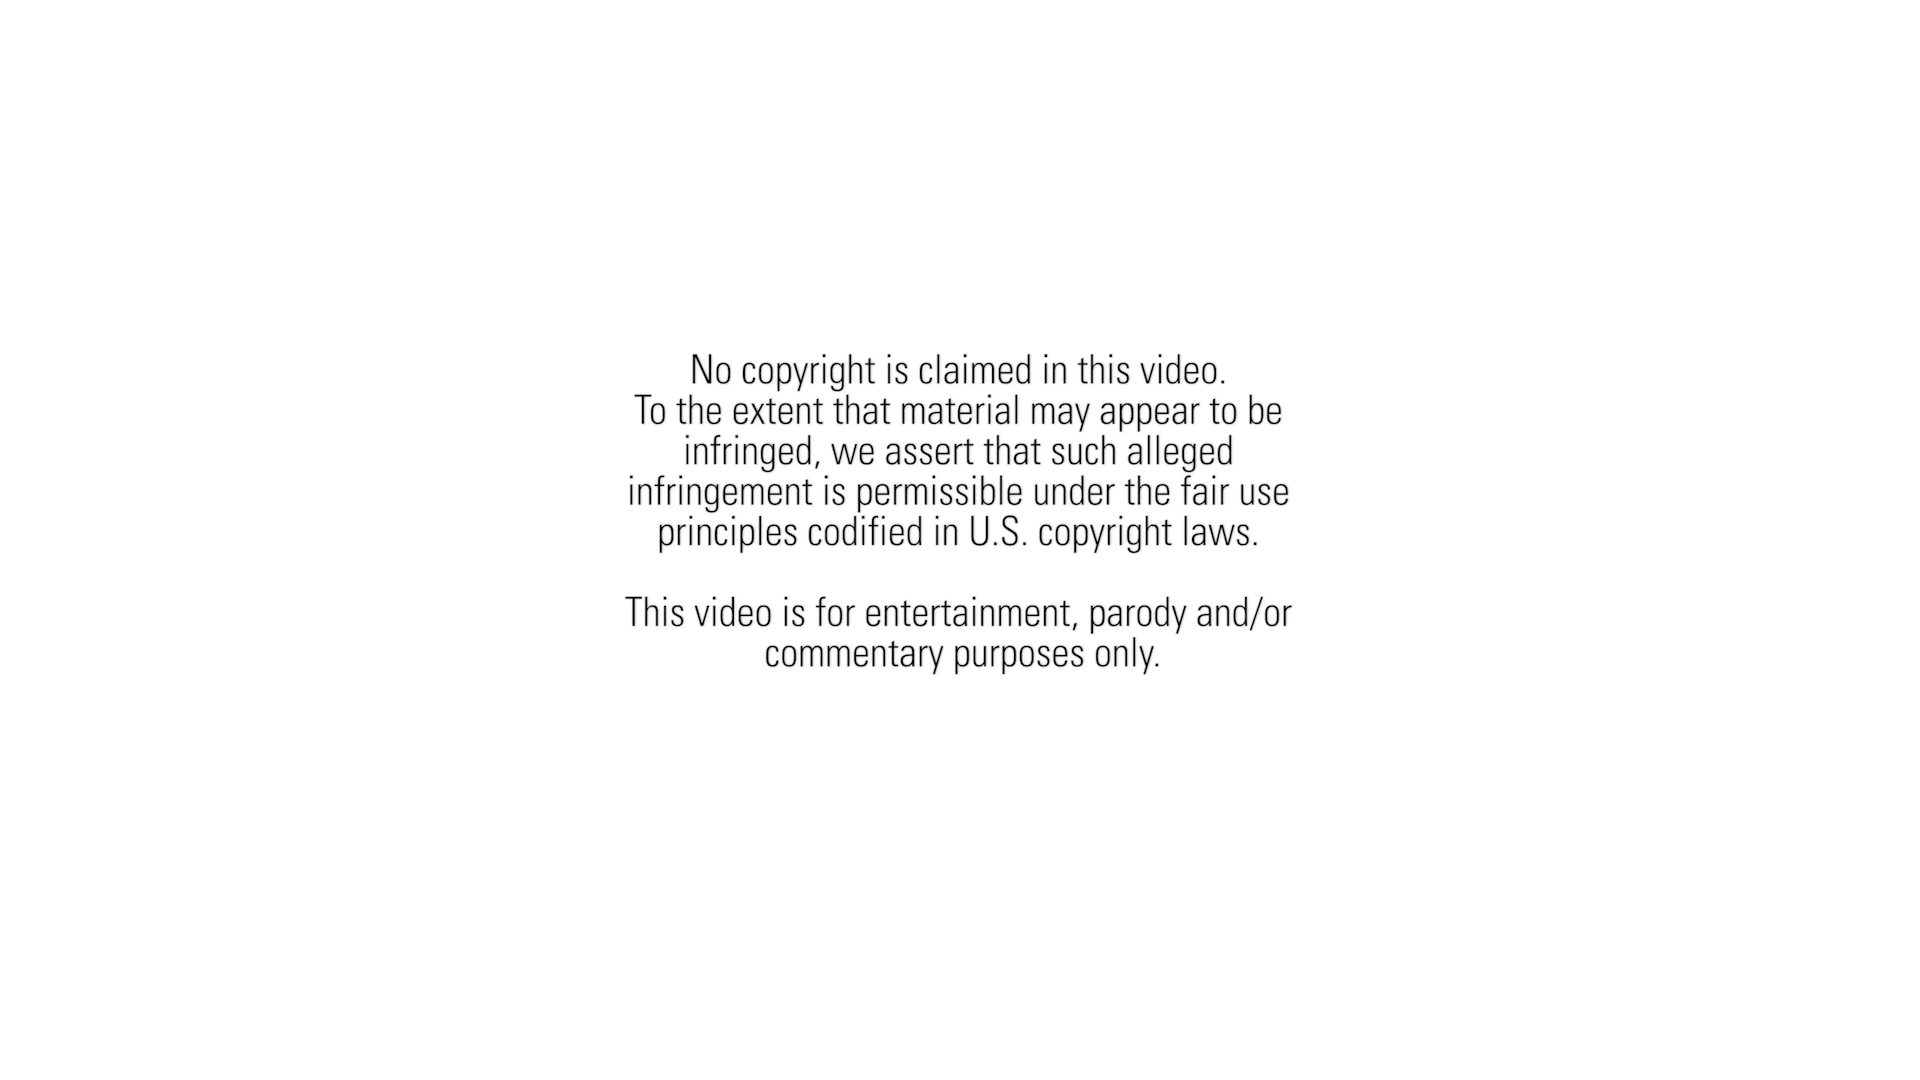 No copyright is claimed in this video.
To the extent that material may appear to be
infringed, we assert that such alleged
infringement is permissible under the fair use
principles codified in U.S. copyright laws.
This video is for entertainment, parody and/or
commentary purposes only.